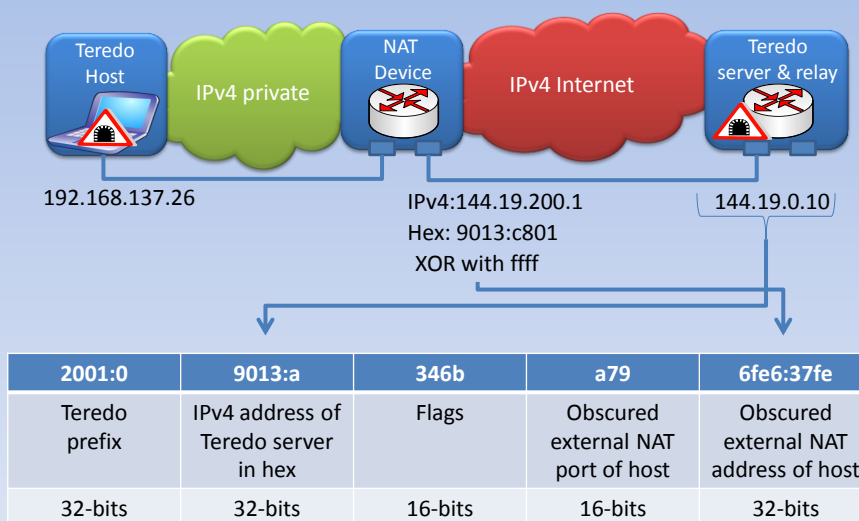 Teredo
Host
IPv4 private
NAT
Device
IPv4 Internet
Teredo
server & relay
192.168.137.26
IPv4:144.19.200.1
Hex: 9013:c801
XOR with ffff
144.19.0.10
2001:0 9013:a 346b a79 6fe6:37fe
Teredo
prefix
IPv4 address of
Teredo server
in hex
Flags
Obscured
external NAT
port of host
Obscured
external NAT
address of host
32-bits 32-bits 16-bits 16-bits 32-bits